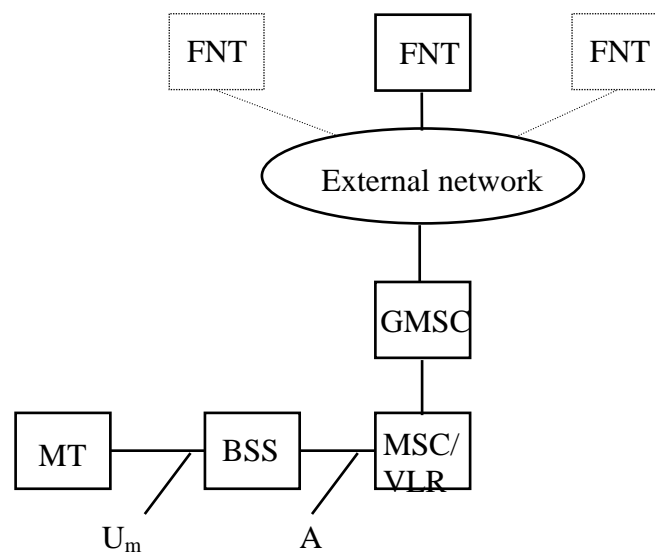 FNT
FNT
FNT
External network
GMSC
MT
BSS
MSC/
VLR
Um
A